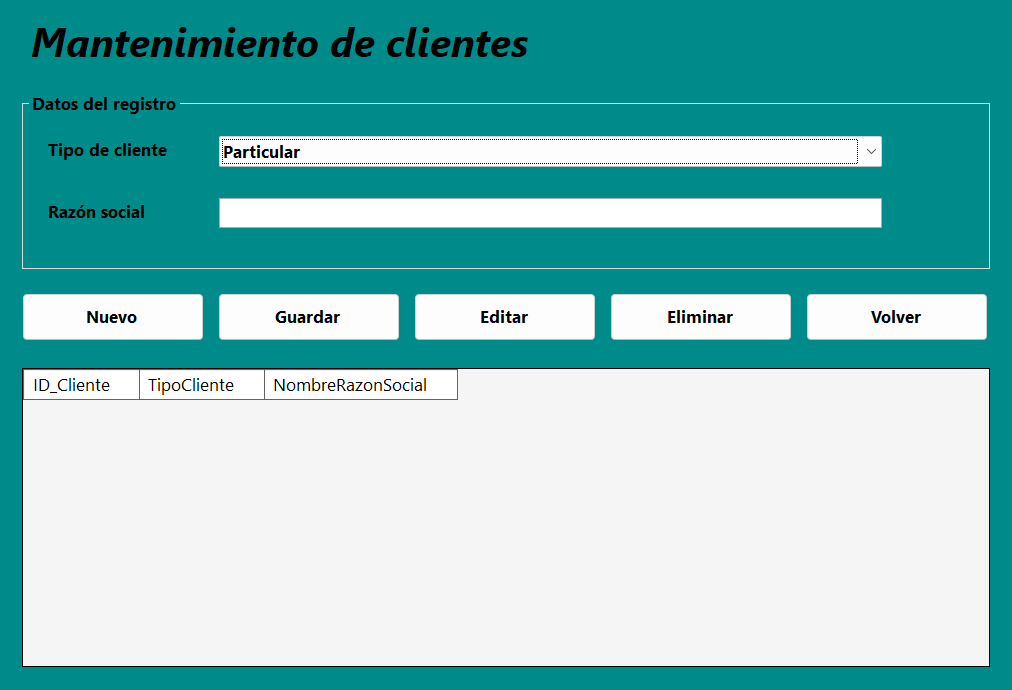 Mantenimiento de clientes
Datos del registro
Tipo de cliente Particular
Razón social
Nuevo Guardar Editar Eliminar Volver
ID_Cliente TipoCliente NombreRazonSocial